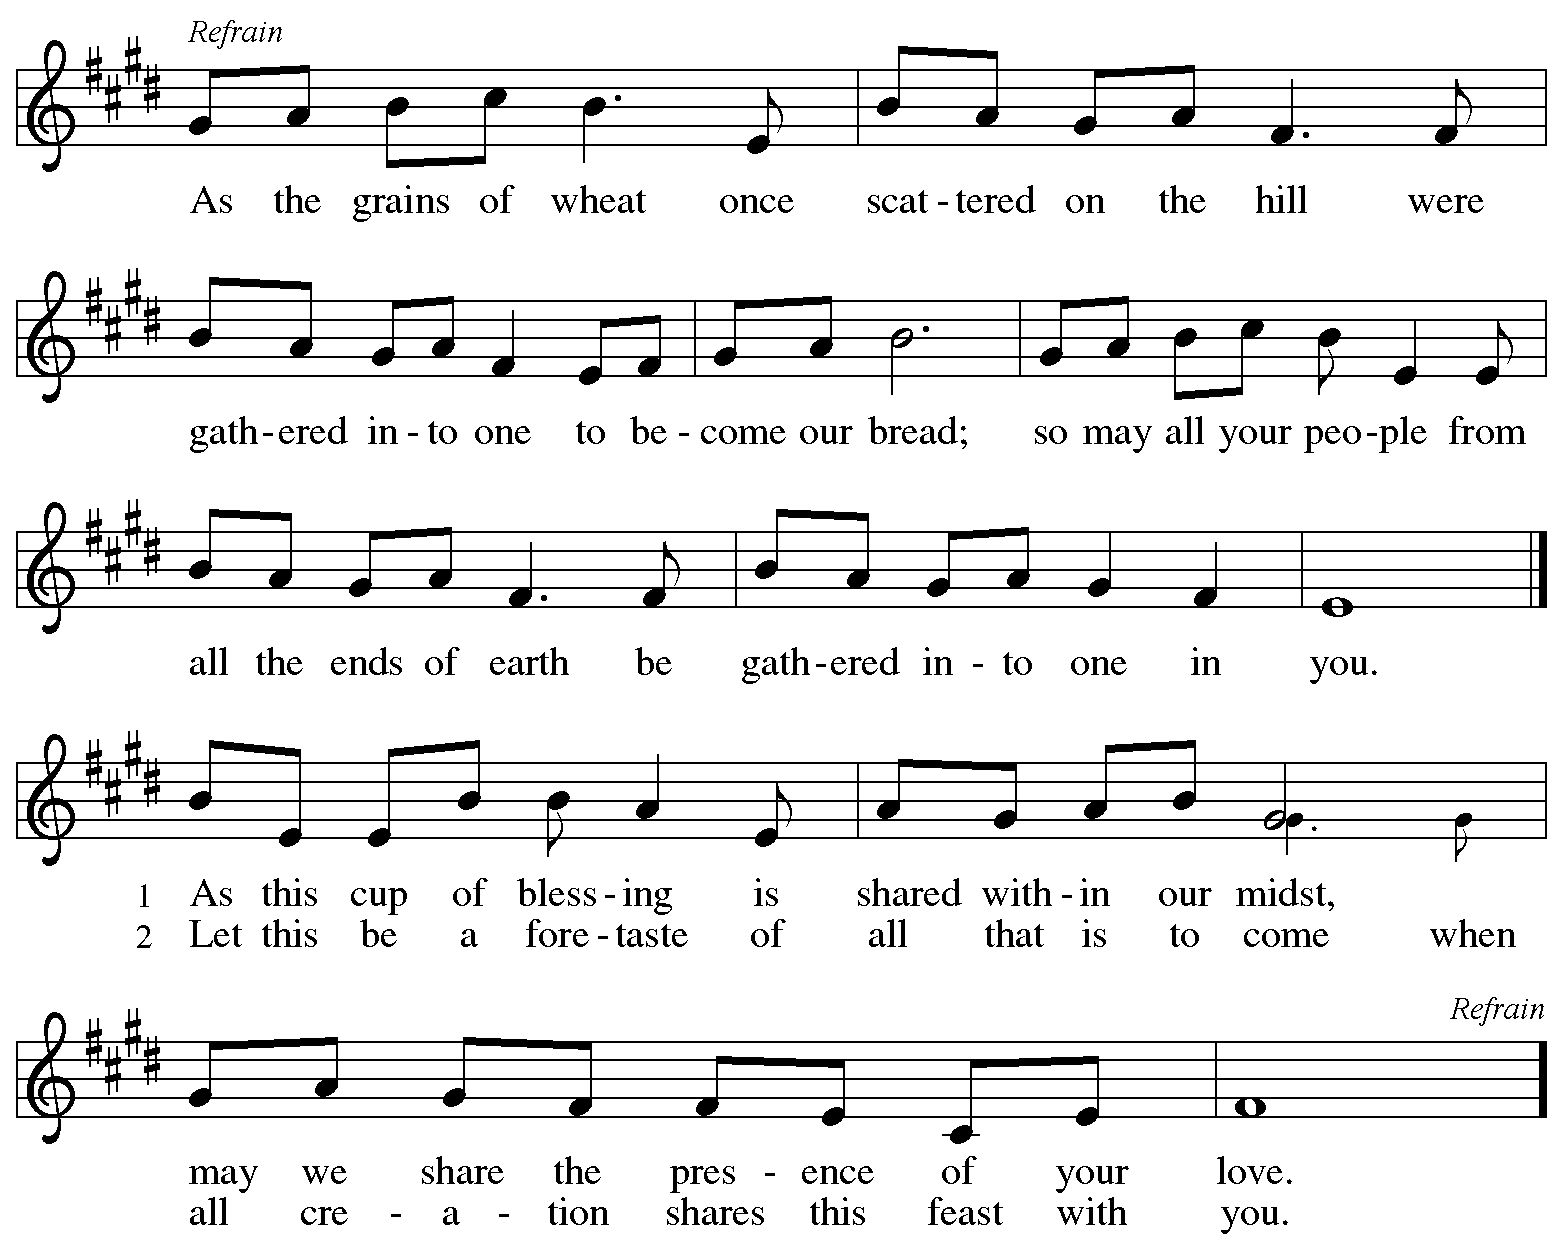 Refrain
As the grains of wheat once scat - tered on the hill were
gath - ered in - to one to be - come our bread; so may all your peo - ple from
all the ends of earth be gath - ered in - to one in you.
1 As this cup of bless - ing is shared with - in our midst,
2 Let this be a fore - taste of all that is to come when
Refrain
may we share the pres - ence of your love.
all cre - a - tion shares this feast with you.